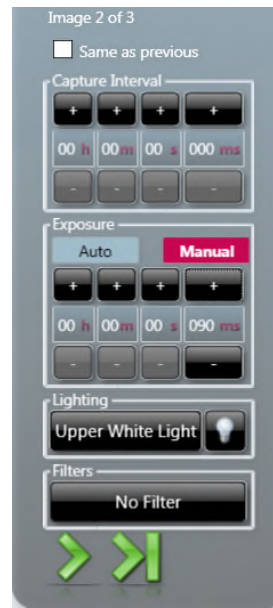 Image 2 of 3
Same as previous
Capture Interval
+ + + +
00 h 00 m 00 s 000 ms
- - - -
Exposure
Auto Manual
+ + + +
00 h 00 m 00 s 090 ms
- - - -
Lighting
Upper White Light
Filters
No Filter